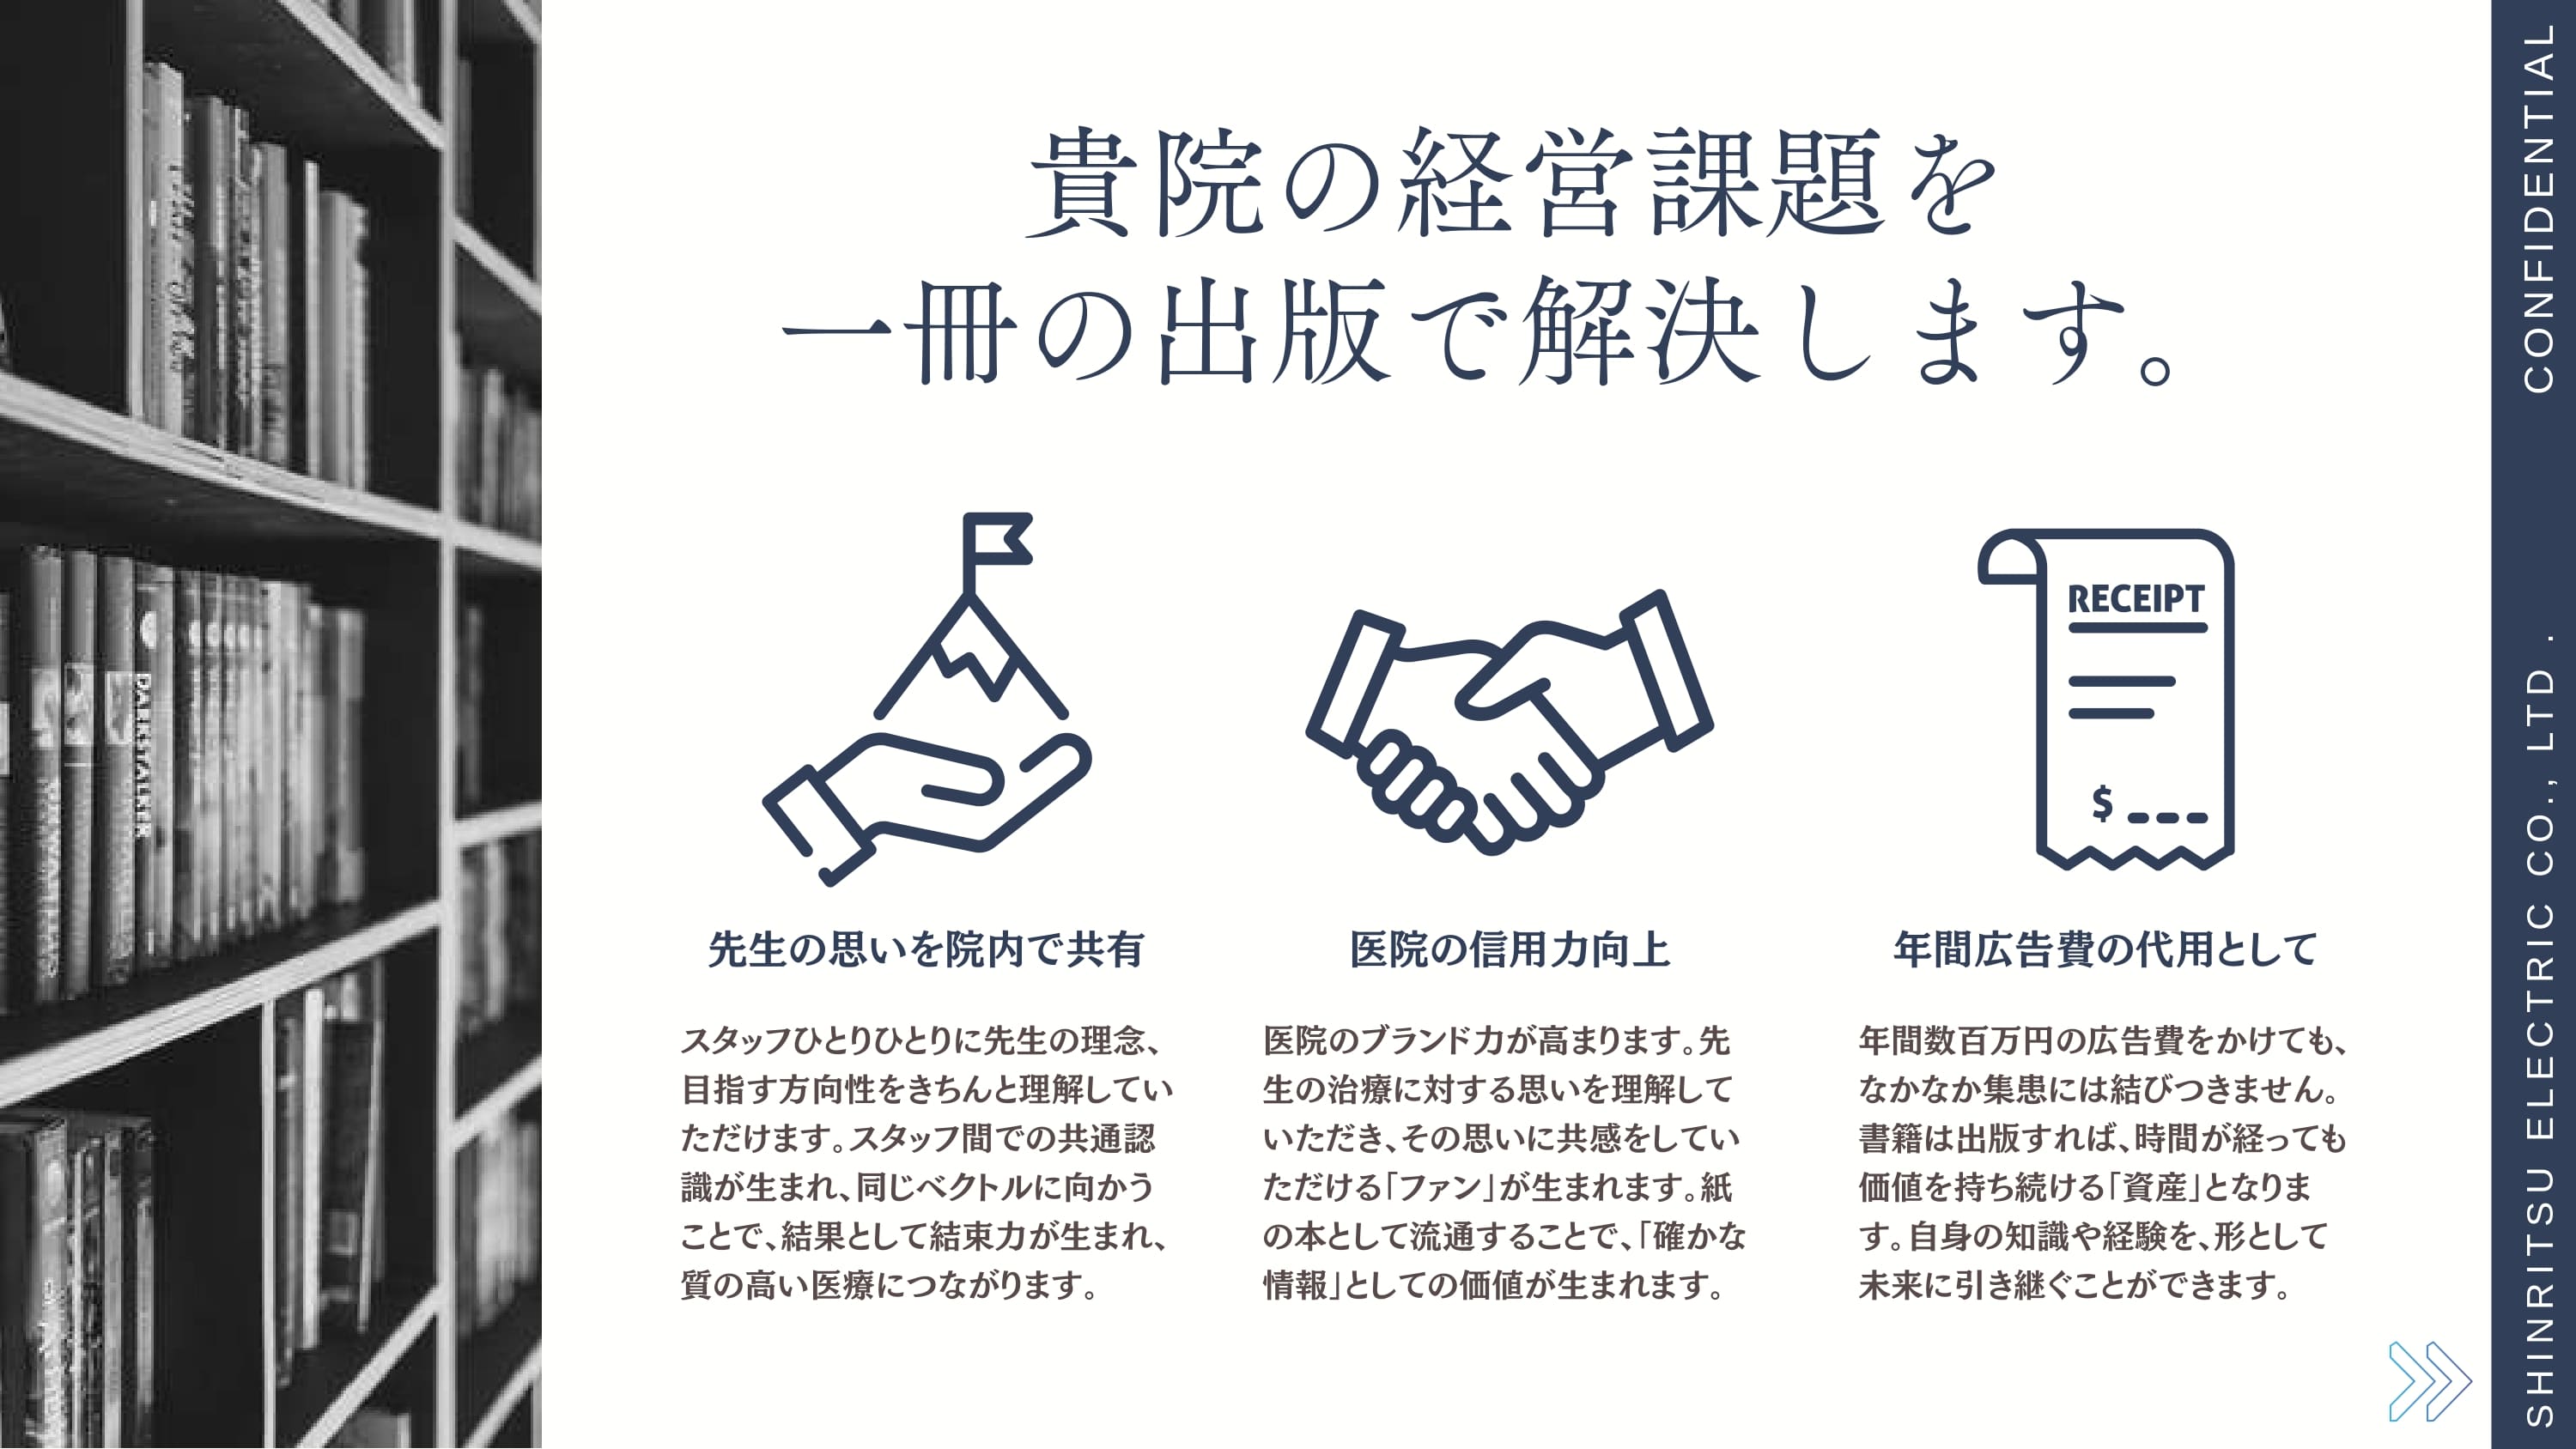 貴院の経営課題を
一冊の出版で解決します。
RECEIPT
$
先生の思いを院内で共有
スタッフひとりひとりに先生の理念、
目指す方向性をきちんと理解してい
ただけます。スタッフ間での共通認
識が生まれ、同じベクトルに向かう
ことで、結果として結束力が生まれ、
質の高い医療につながります。
医院の信用力向上
医院のブランド力が高まります。先
生の治療に対する思いを理解して
いただき、その思いに共感をしてい
ただける「ファン」が生まれます。紙
の本として流通することで、「確かな
情報」としての価値が生まれます。
年間広告費の代用として
年間数百万円の広告費をかけても、
なかなか集患には結びつきません。
書籍は出版すれば、時間が経っても
価値を持ち続ける「資産」となりま
す。自身の知識や経験を、形として
未来に引き継ぐことができます。
SHINRITSU ELECTRIC CO., LTD .
CONFIDENTIAL
DARKSTALKER